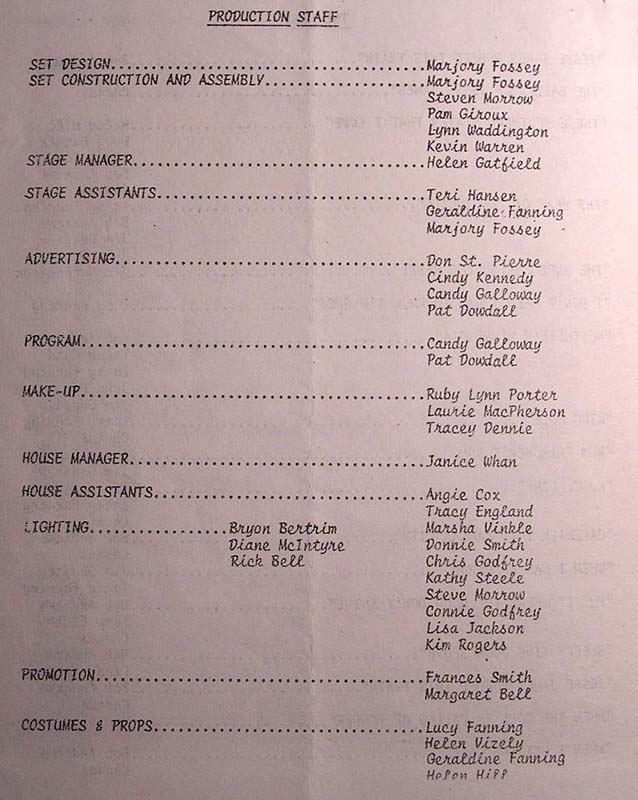 PRODUCTION STAFF
SET DESIGN........................................Marjory Fossey
SET CONSTRUCTION AND ASSEMBLY.....................Marjory Fossey
Steven Morrow
Pam Giroux
Lynn Waddington
Kevin Warren
STAGE MANAGER.....................................Helen Gatfield
STAGE ASSISTANTS..................................Teri Hansen
Geraldine Fanning
Marjory Fossey
ADVERTISING.......................................Don St. Pierre
Cindy Kennedy
Candy Galloway
Pat Dowdall
PROGRAM...........................................Candy Galloway
Pat Dowdall
MAKE-UP...........................................Ruby Lynn Porter
Laurie MacPherson
Tracey Dennie
HOUSE MANAGER.....................................Janice Whan
HOUSE ASSISTANTS..................................Angie Cox
Tracy England
LIGHTING.................Bryon Bertrim Marsha Vinkle
Diane McIntyre Donnie Smith
Rick Bell Chris Godfrey
Kathy Steele
Steve Morrow
Connie Godfrey
Lisa Jackson
Kim Rogers
PROMOTION.........................................Frances Smith
Margaret Bell
COSTUMES & PROPS..................................Lucy Fanning
Helen Vizely
Geraldine Fanning
Helen Hill